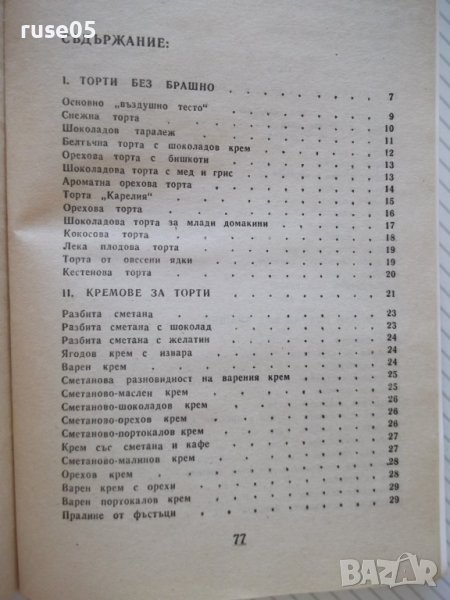 ruse05
СЪДЪРЖАНИЕ:
I. ТОРТИ БЕЗ БРАШНО . . . . . . . 7
Основно „въздушно тесто" . . . . . . . 9
Снежна торта . . . . . . . 10
Шоколадов таралеж . . . . . . . 11
Белтъчна торта с шоколадов крем . . . . . . . 12
Орехова торта с бишкоти . . . . . . . 13
Шоколадова торта с мед и грис . . . . . . . 13
Ароматна орехова торта . . . . . . . 14
Торта „Карелия" . . . . . . . 15
Орехова торта . . . . . . . 16
Шоколадова торта за млади домакини . . . . . . . 17
Кокосова торта . . . . . . . 18
Лека плодова торта . . . . . . . 19
Торта от овесени ядки . . . . . . . 19
Кестенова торта . . . . . . . 20
II. КРЕМОВЕ ЗА ТОРТИ . . . . . . . 21
Разбита сметана . . . . . . . 23
Разбита сметана с шоколад . . . . . . . 23
Разбита сметана с желатин . . . . . . . 24
Ягодов крем с извара . . . . . . . 24
Варен крем . . . . . . . 24
Сметанова разновидност на варения крем . . . . . . . 25
Сметаново-маслен крем . . . . . . . 25
Сметаново-шоколадов крем . . . . . . . 26
Сметаново-орехов крем . . . . . . . 26
Сметаново-портокалов крем . . . . . . . 26
Крем със сметана и кафе . . . . . . . 27
Сметаново-малинов крем . . . . . . . 27
Орехов крем . . . . . . . 28
Варен крем с орехи . . . . . . . 28
Варен портокалов крем . . . . . . . 29
Пралине от фъстъци . . . . . . . 29
77
BAZAR